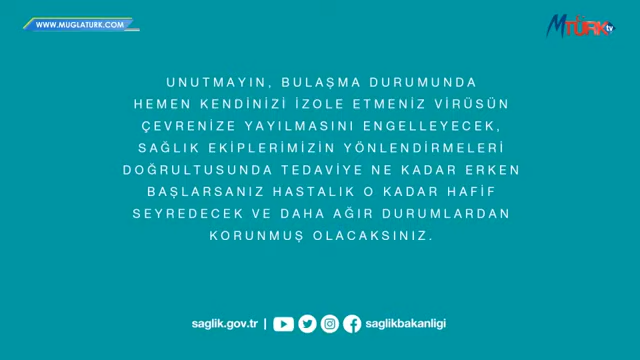 WWW.MUGLATURK.COM
MTÜRKtv
UNUTMAYIN, BULAŞMA DURUMUNDA
HEMEN KENDİNİZİ İZOLE ETMENİZ VİRÜSÜN
ÇEVRENİZE YAYILMASINI ENGELLEYECEK,
SAĞLIK EKİPLERİMİZİN YÖNLENDİRMELERİ
DOĞRULTUSUNDA TEDAVİYE NE KADAR ERKEN
BAŞLARSANIZ HASTALIK O KADAR HAFİF
SEYREDECEK VE DAHA AĞIR DURUMLARDAN
KORUNMUŞ OLACAKSINIZ.
saglik.gov.tr | saglikbakanligi